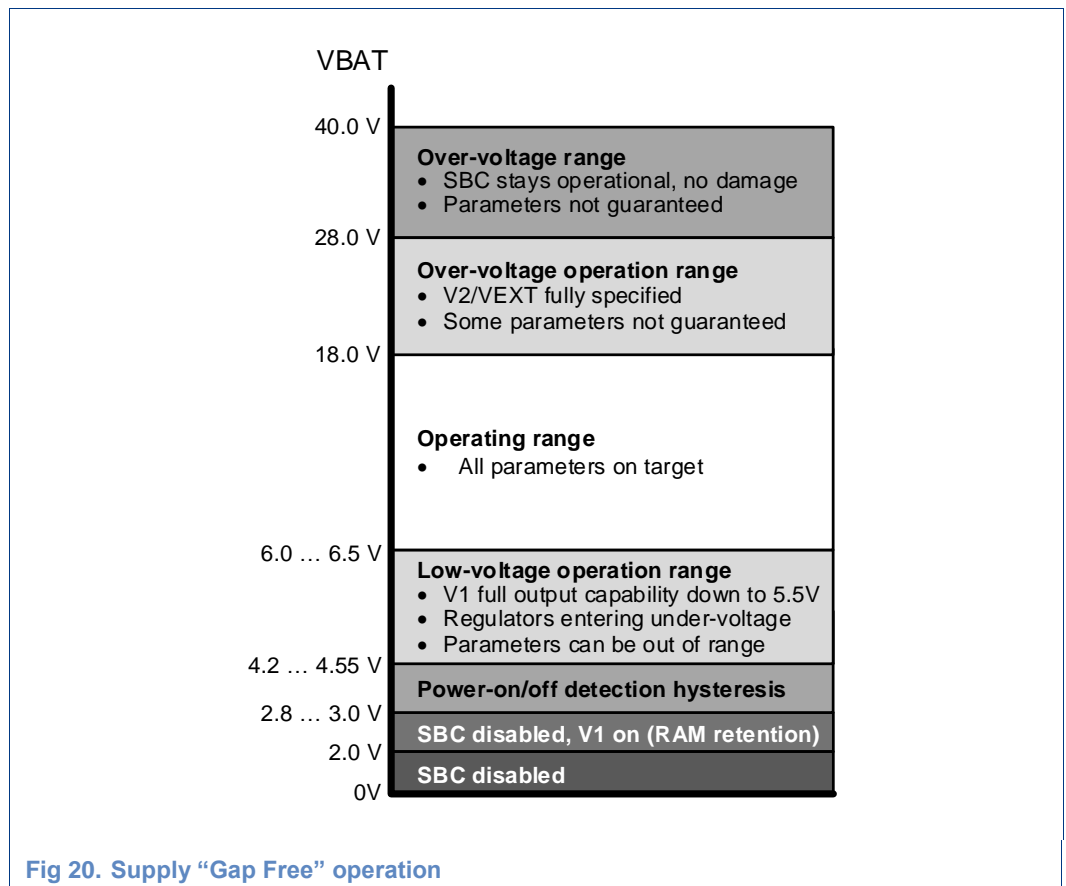 VBAT
40.0 V
Over-voltage range
• SBC stays operational, no damage
• Parameters not guaranteed
28.0 V
Over-voltage operation range
• V2/VEXT fully specified
• Some parameters not guaranteed
18.0 V
Operating range
• All parameters on target
6.0 … 6.5 V
Low-voltage operation range
• V1 full output capability down to 5.5V
• Regulators entering under-voltage
• Parameters can be out of range
4.2 … 4.55 V
Power-on/off detection hysteresis
2.8 … 3.0 V
SBC disabled, V1 on (RAM retention)
2.0 V
SBC disabled
0V
Fig 20. Supply “Gap Free” operation